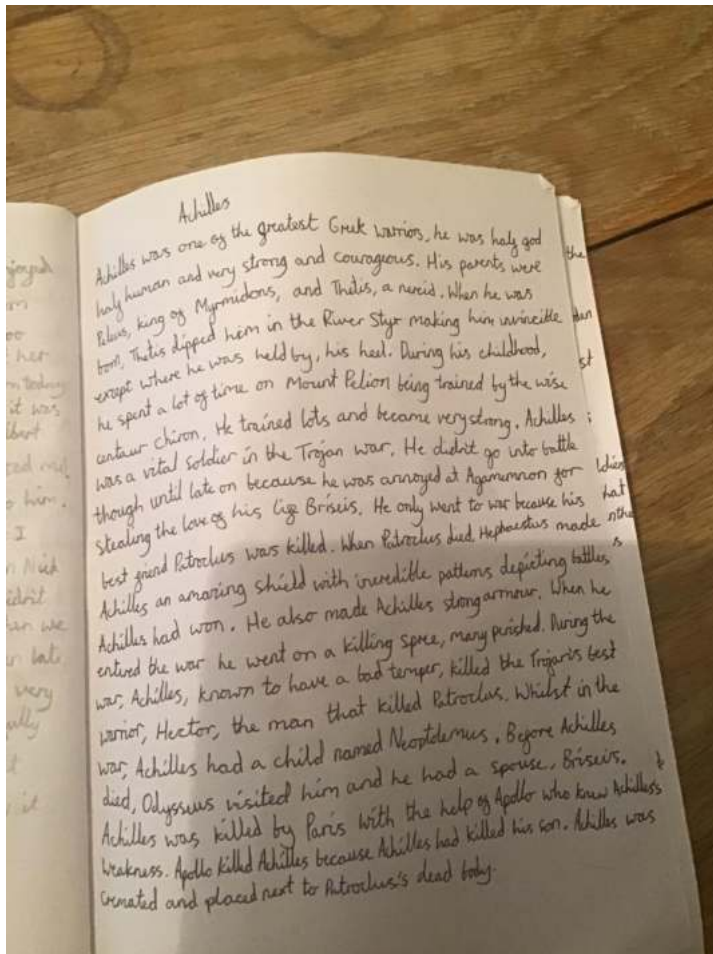 Achilles
Achilles was one of the greatest Greek warriors, he was half god
half human and very strong and courageous. His parents were
Peleus, king of Myrmidons, and Thetis, a nereid. When he was
born, Thetis dipped him in the River Styx making him invincible
except where he was held by, his heel. During his childhood,
he spent a lot of time on Mount Pelion being trained by the wise
centaur chiron. He trained lots and became very strong. Achilles
was a vital soldier in the Trojan war. He didn't go into battle
though until late on because he was annoyed at Agamemnon for
stealing the love of his life Briseis. He only went to war because his
best friend Patroclus was killed. When Patroclus died, Hephaestus made
Achilles an amazing shield with incredible patterns depicting battles
Achilles had won. He also made Achilles strong armour. When he
entered the war he went on a killing spree, many perished. During the
war, Achilles, known to have a bad temper, killed the Trojan's best
warrior, Hector, the man that killed Patroclus. Whilst in the
war, Achilles had a child named Neoptolemus. Before Achilles
died, Odysseus visited him and he had a spouse, Briseis.
Achilles was killed by Paris with the help of Apollo who knew Achilles's
weakness. Apollo killed Achilles because Achilles had killed his son. Achilles was
cremated and placed next to Patroclus's dead body.